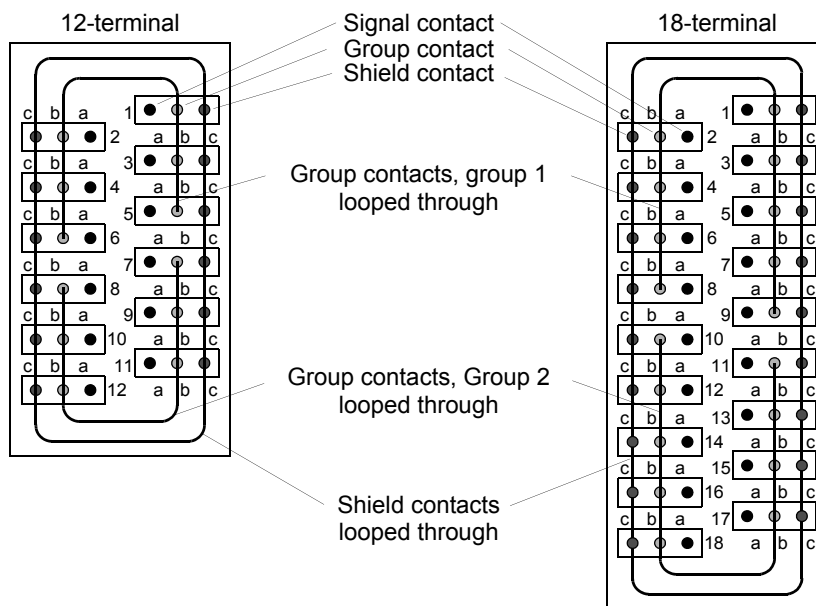 12-terminal
18-terminal
Signal contact
Group contact
Shield contact
Group contacts, group 1
looped through
Group contacts, Group 2
looped through
Shield contacts
looped through
c b a 1
2 a b c
c b a 3
4 a b c
c b a 5
6 a b c
c b a 7
8 a b c
c b a 9
10 a b c
c b a 11
12 a b c
c b a 1
2 a b c
c b a 3
4 a b c
c b a 5
6 a b c
c b a 7
8 a b c
c b a 9
10 a b c
c b a 11
12 a b c
c b a 13
14 a b c
c b a 15
16 a b c
c b a 17
18 a b c